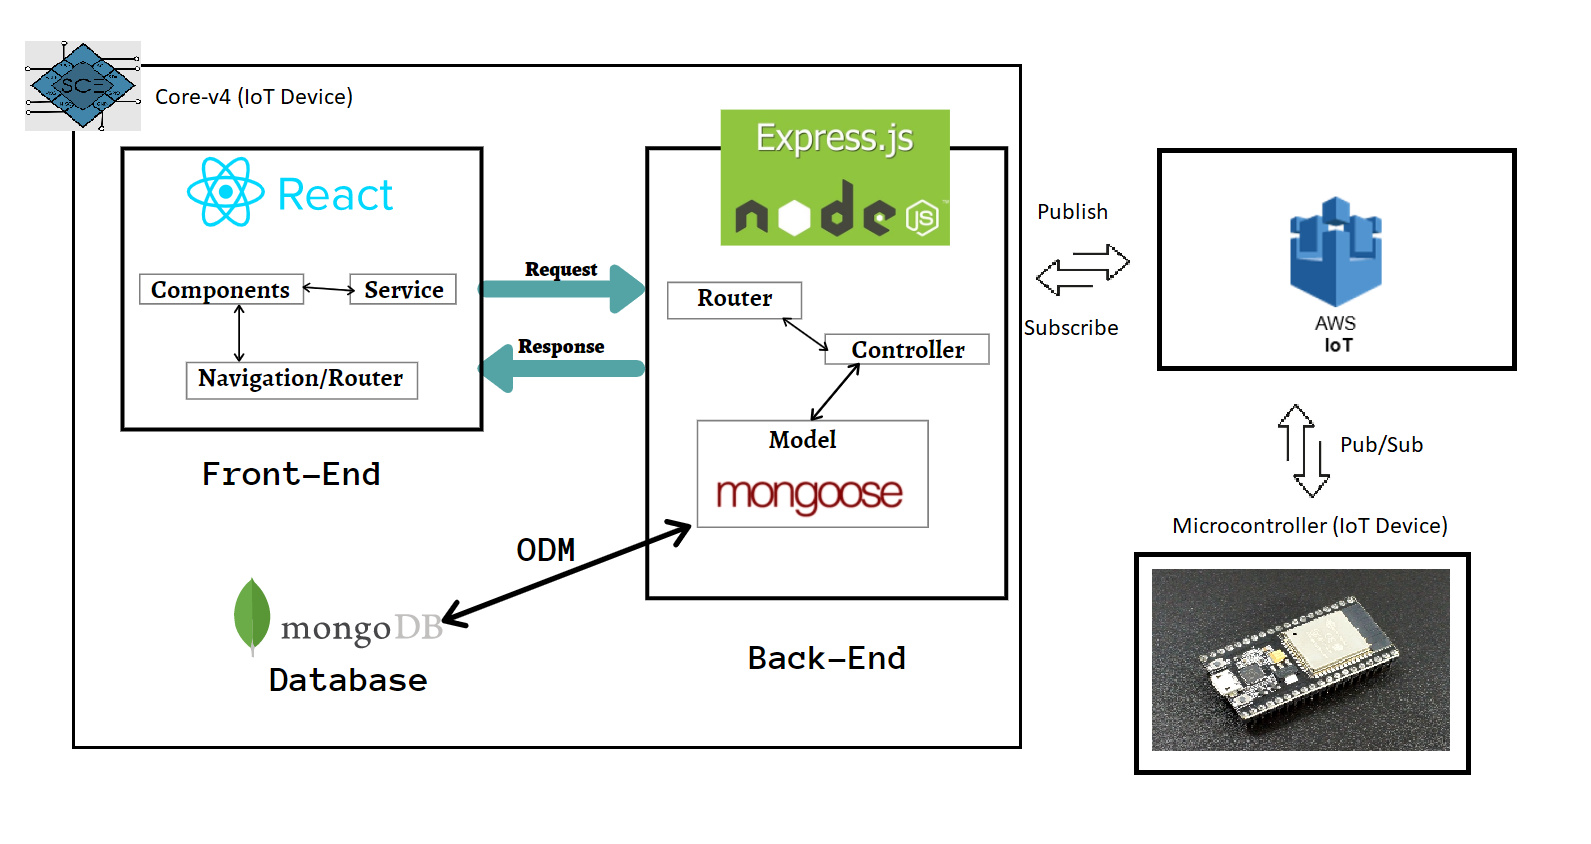 SCE
Core-v4 (IoT Device)
React
Components
Service
Navigation/Router
Front-End
Request
Response
Express.js
node
JS
™
Router
Controller
Model
mongoose
ODM
mongoDB
Database
Back-End
Publish
Subscribe
AWS
IoT
Pub/Sub
Microcontroller (IoT Device)